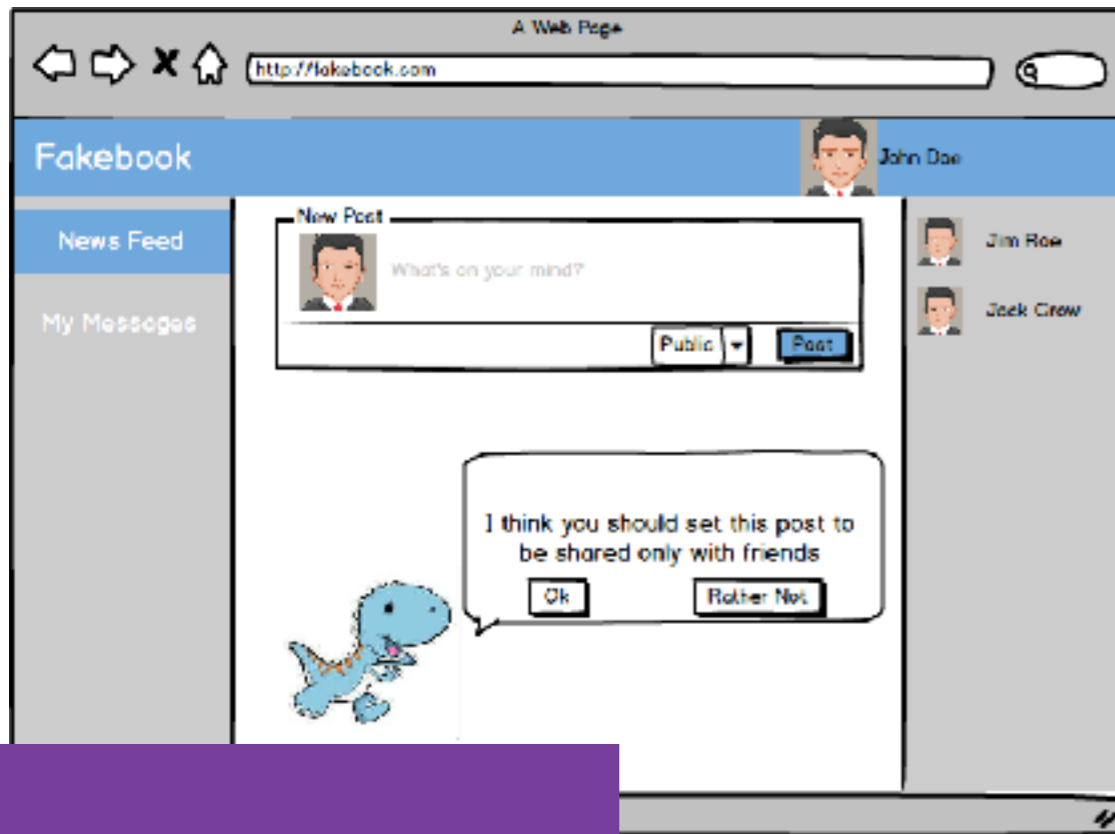 A Web Page
http://fakebook.com
Fakebook
John Doe
News Feed
My Messages
New Post
What's on your mind?
Public
Post
Jim Roe
Jack Crow
I think you should set this post to
be shared only with friends
Ok
Rather Not